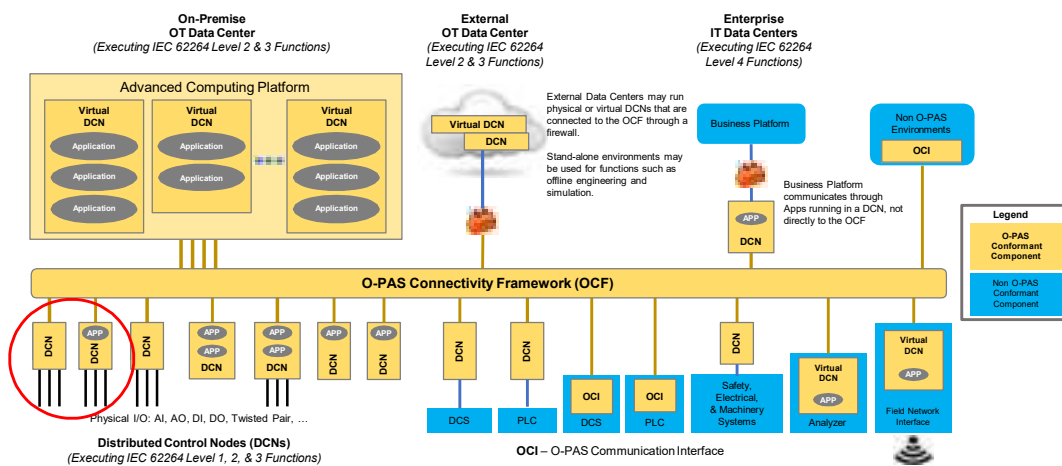 On-Premise
OT Data Center
(Executing IEC 62264 Level 2 & 3 Functions)
External
OT Data Center
(Executing IEC 62264
Level 2 & 3 Functions)
Enterprise
IT Data Centers
(Executing IEC 62264
Level 4 Functions)
Advanced Computing Platform
Virtual
DCN
Application
Application
Application
Virtual
DCN
Application
Application
Virtual
DCN
Application
Application
Application
Virtual DCN
DCN
External Data Centers may run
physical or virtual DCNs that are
connected to the OCF through a
firewall.
Stand-alone environments may
be used for functions such as
offline engineering and
simulation.
Business Platform
APP
DCN
Business Platform
communicates through
Apps running in a DCN, not
directly to the OCF
Non O-PAS
Environments
OCI
Legend
O-PAS
Conformant
Component
Non O-PAS
Conformant
Component
O-PAS Connectivity Framework (OCF)
DCN
APP
DCN
DCN
APP
APP
DCN
APP
APP
DCN
APP
DCN
APP
DCN
DCN
DCS
DCN
PLC
OCI
DCS
OCI
PLC
DCN
Safety,
Electrical,
& Machinery
Systems
Virtual
DCN
APP
Analyzer
Virtual
DCN
APP
Field Network
Interface
Physical I/O: AI, AO, DI, DO, Twisted Pair, …
Distributed Control Nodes (DCNs)
(Executing IEC 62264 Level 1, 2, & 3 Functions)
OCI – O-PAS Communication Interface